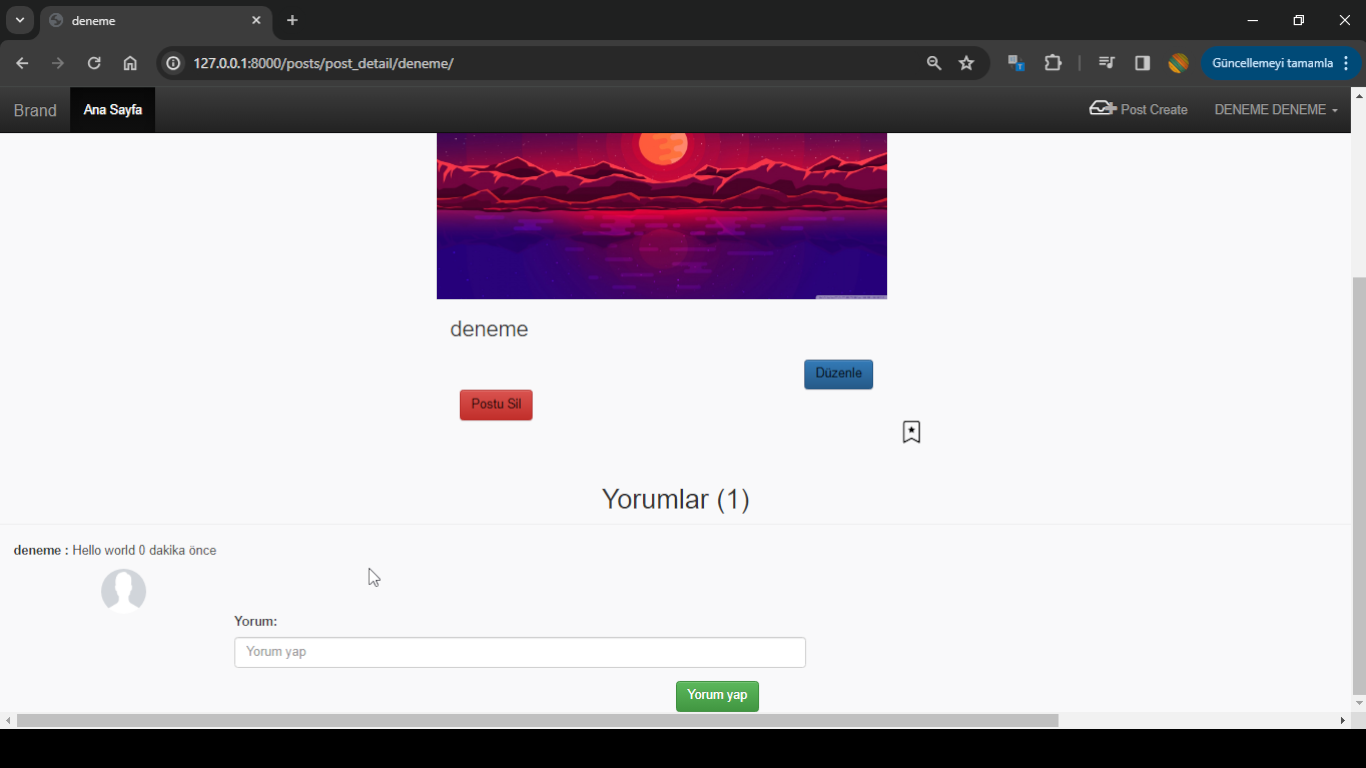 deneme
127.0.0.1:8000/posts/post_detail/deneme/
Güncellemeyi tamamla
Brand
Ana Sayfa
Post Create
DENEME DENEME
deneme
Düzenle
Postu Sil
Yorumlar (1)
deneme : Hello world 0 dakika önce
Yorum:
Yorum yap
Yorum yap